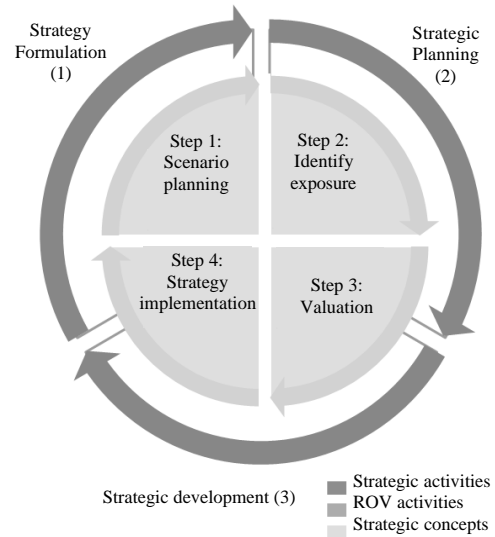 Strategy
Formulation
(1)
Strategic
Planning
(2)
Step 1:
Scenario
planning
Step 2:
Identify
exposure
Step 4:
Strategy
implementation
Step 3:
Valuation
Strategic development (3)
Strategic activities
ROV activities
Strategic concepts